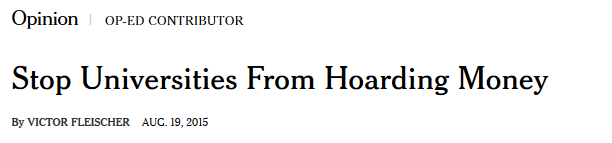 Opinion | OP-ED CONTRIBUTOR
Stop Universities From Hoarding Money
By VICTOR FLEISCHER AUG. 19, 2015